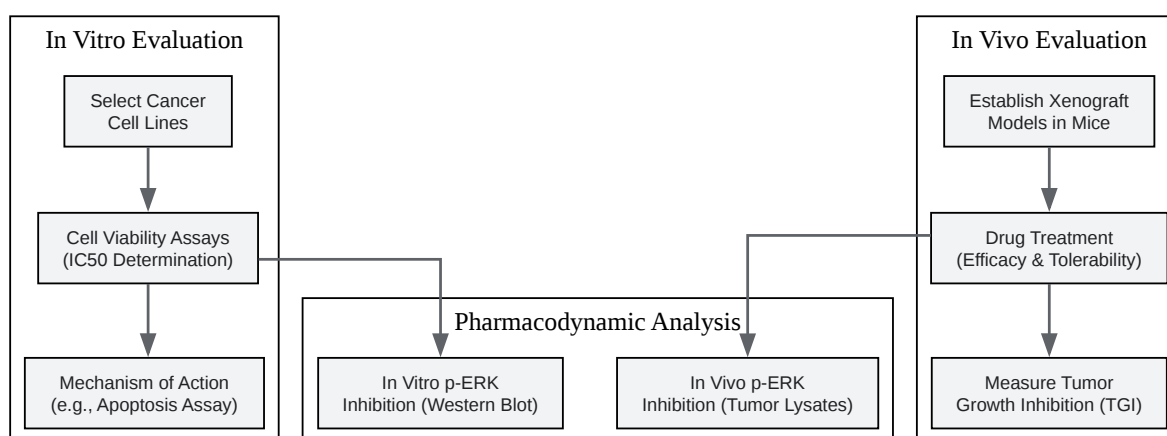 In Vitro Evaluation
Select Cancer
Cell Lines
Cell Viability Assays
(IC50 Determination)
Mechanism of Action
(e.g., Apoptosis Assay)
Pharmacodynamic Analysis
In Vitro p-ERK
Inhibition (Western Blot)
In Vivo p-ERK
Inhibition (Tumor Lysates)
In Vivo Evaluation
Establish Xenograft
Models in Mice
Drug Treatment
(Efficacy & Tolerability)
Measure Tumor
Growth Inhibition (TGI)